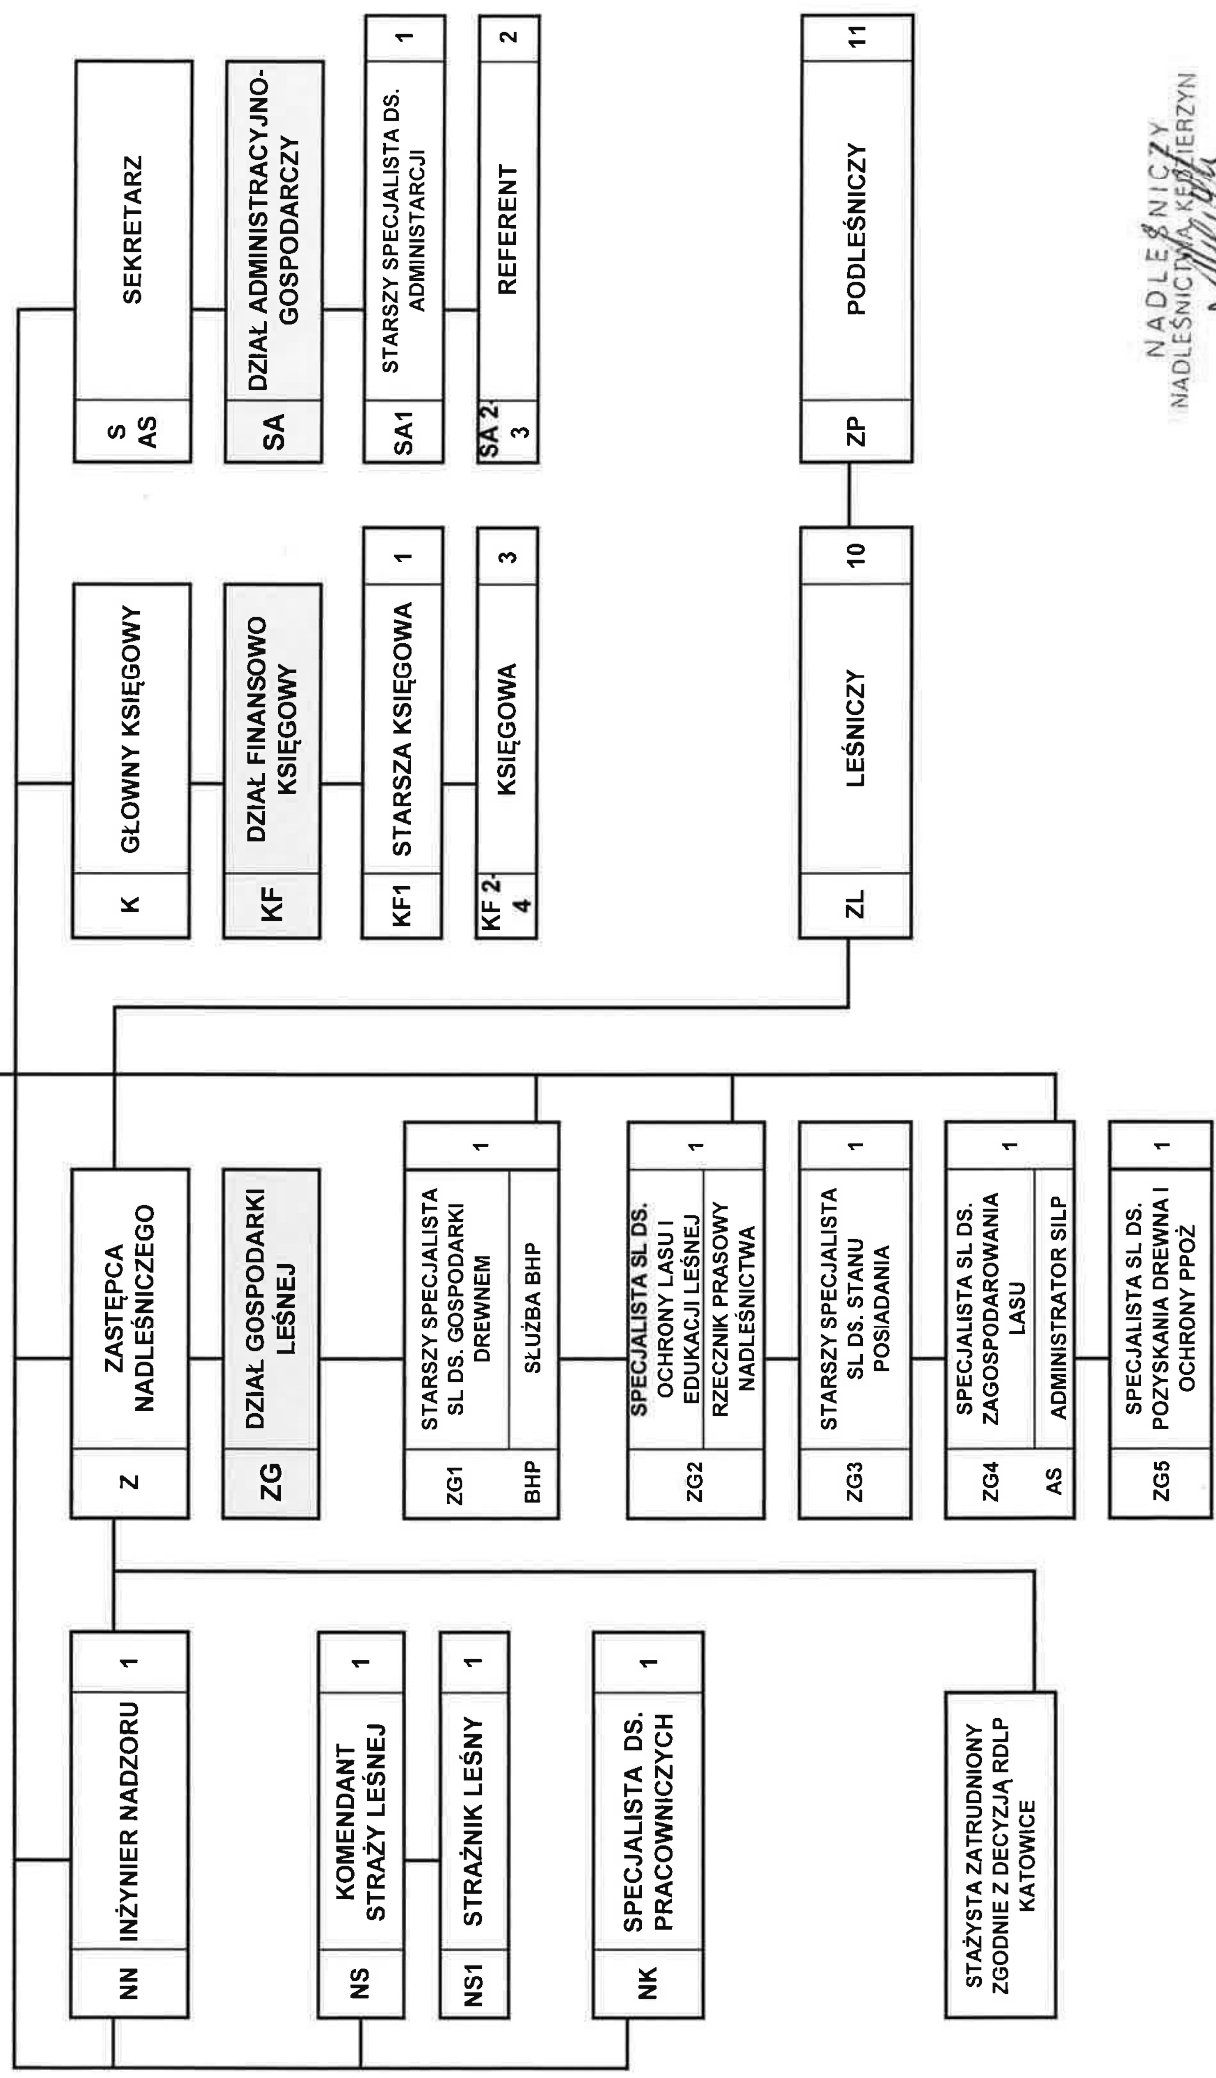 NN
INŻYNIER NADZORU
1
NS
KOMENDANT
STRAŻY LEŚNEJ
1
NS1
STRAŻNIK LEŚNY
1
NK
SPECJALISTA DS.
PRACOWNICZYCH
1
STAŻYSTA ZATRUDNIONY
ZGODNIE Z DECYZJĄ RDLP
KATOWICE
Z
ZASTĘPCA
NADLEŚNICZEGO
ZG
DZIAŁ GOSPODARKI
LEŚNEJ
ZG1
STARSZY SPECJALISTA
SL DS. GOSPODARKI
DREWNEM
1
BHP
SŁUŻBA BHP
ZG2
SPECJALISTA SL DS.
OCHRONY LASU I
EDUKACJI LEŚNEJ
1
RZECZNIK PRASOWY
NADLEŚNICTWA
ZG3
STARSZY SPECJALISTA
SL DS. STANU
POSIADANIA
1
ZG4
SPECJALISTA SL DS.
ZAGOSPODAROWANIA
LASU
1
AS
ADMINISTRATOR SILP
ZG5
SPECJALISTA SL DS.
POZYSKANIA DREWNA I
OCHRONY PPOŻ
1
K
GŁOWNY KSIĘGOWY
KF
DZIAŁ FINANSOWO
KSIĘGOWY
KF1
STARSZA KSIĘGOWA
1
KF 2-
4
KSIĘGOWA
3
ZL
LEŚNICZY
10
S
AS
SEKRETARZ
SA
DZIAŁ ADMINISTRACYJNO-
GOSPODARCZY
SA1
STARSZY SPECJALISTA DS.
ADMINISTARCJI
1
SA 2-
3
REFERENT
2
ZP
PODLEŚNICZY
11
NADLEŚNICZY
NADLEŚNICTWA KĘDZIERZYN